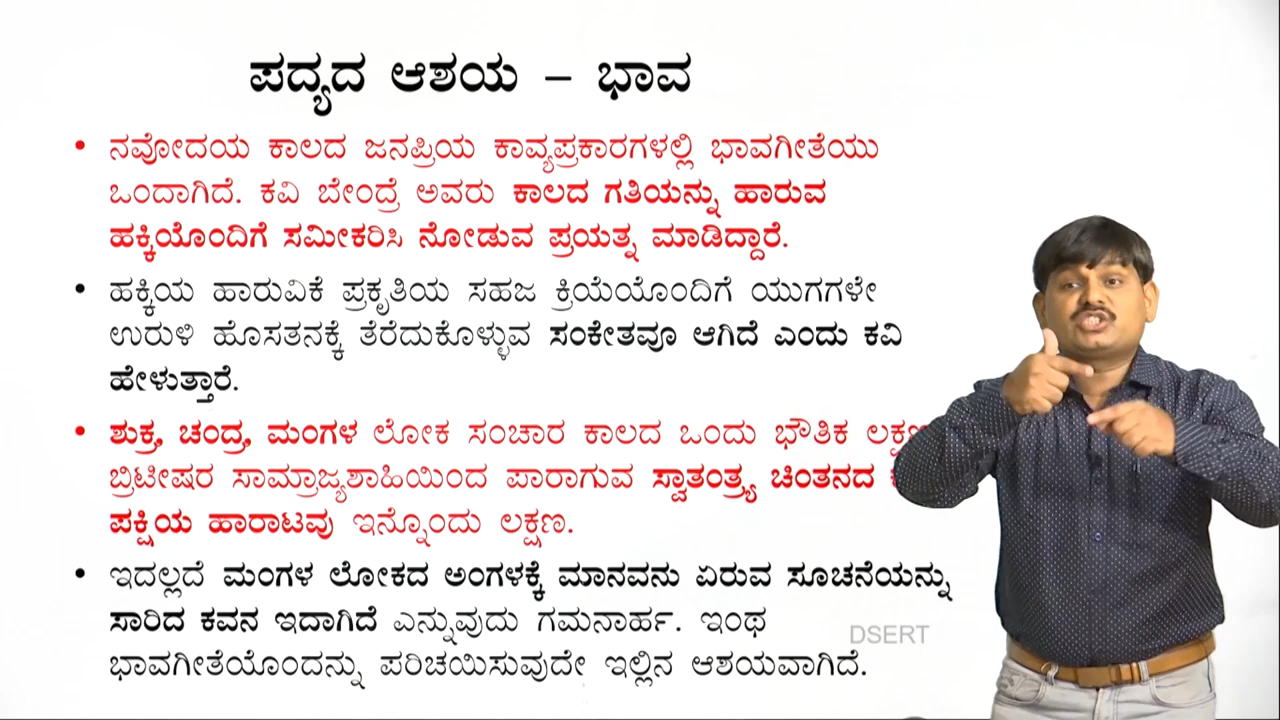 ಪದ್ಯದ ಆಶಯ – ಭಾವ
• ನವೋದಯ ಕಾಲದ ಜನಪ್ರಿಯ ಕಾವ್ಯಪ್ರಕಾರಗಳಲ್ಲಿ ಭಾವಗೀತೆಯು
ಒಂದಾಗಿದೆ. ಕವಿ ಬೇಂದ್ರೆ ಅವರು ಕಾಲದ ಗತಿಯನ್ನು ಹಾರುವ
ಹಕ್ಕಿಯೊಂದಿಗೆ ಸಮೀಕರಿಸಿ ನೋಡುವ ಪ್ರಯತ್ನ ಮಾಡಿದ್ದಾರೆ.
• ಹಕ್ಕಿಯ ಹಾರುವಿಕೆ ಪ್ರಕೃತಿಯ ಸಹಜ ಕ್ರಿಯೆಯೊಂದಿಗೆ ಯುಗಗಳೇ
ಉರುಳಿ ಹೊಸತನಕ್ಕೆ ತೆರೆದುಕೊಳ್ಳುವ ಸಂಕೇತವೂ ಆಗಿದೆ ಎಂದು ಕವಿ
ಹೇಳುತ್ತಾರೆ.
• ಶುಕ್ರ, ಚಂದ್ರ, ಮಂಗಳ ಲೋಕ ಸಂಚಾರ ಕಾಲದ ಒಂದು ಭೌತಿಕ
ಬ್ರಿಟೀಷರ ಸಾಮ್ರಾಜ್ಯಶಾಹಿಯಿಂದ ಪಾರಾಗುವ ಸ್ವಾತಂತ್ರ್ಯ ಚಿಂತನದ
ಪಕ್ಷಿಯ ಹಾರಾಟವು ಇನ್ನೊಂದು ಲಕ್ಷಣ.
• ಇದಲ್ಲದೆ ಮಂಗಳ ಲೋಕದ ಅಂಗಳಕ್ಕೆ ಮಾನವನು ಏರುವ ಸೂಚನೆಯನ್ನು
ಸಾರಿದ ಕವನ ಇದಾಗಿದೆ ಎನ್ನುವುದು ಗಮನಾರ್ಹ. ಇಂಥ
ಭಾವಗೀತೆಯೊಂದನ್ನು ಪರಿಚಯಿಸುವುದೇ ಇಲ್ಲಿನ ಆಶಯವಾಗಿದೆ.
DSERT